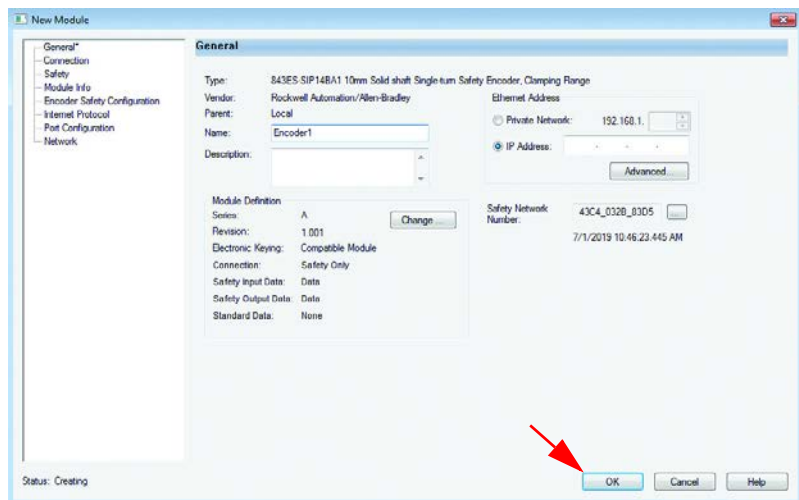 New Module
General*
Connection
Safety
Module Info
Encoder Safety Configuration
Internet Protocol
Port Configuration
Network
General
Type: 843ES-SIP14BA1 10mm Solid shaft Single-turn Safety Encoder, Clamping Flange
Vendor: Rockwell Automation/Allen-Bradley
Parent: Local
Name: Encoder1
Description:
Ethernet Address
Private Network: 192.168.1.
IP Address: . . .
Advanced...
Module Definition
Series: A
Change ...
Revision: 1.001
Electronic Keying: Compatible Module
Connection: Safety Only
Safety Input Data: Data
Safety Output Data: Data
Standard Data: None
Safety Network Number: 43C4_032B_83D5 ...
7/1/2019 10:46:23.445 AM
Status: Creating
OK
Cancel
Help